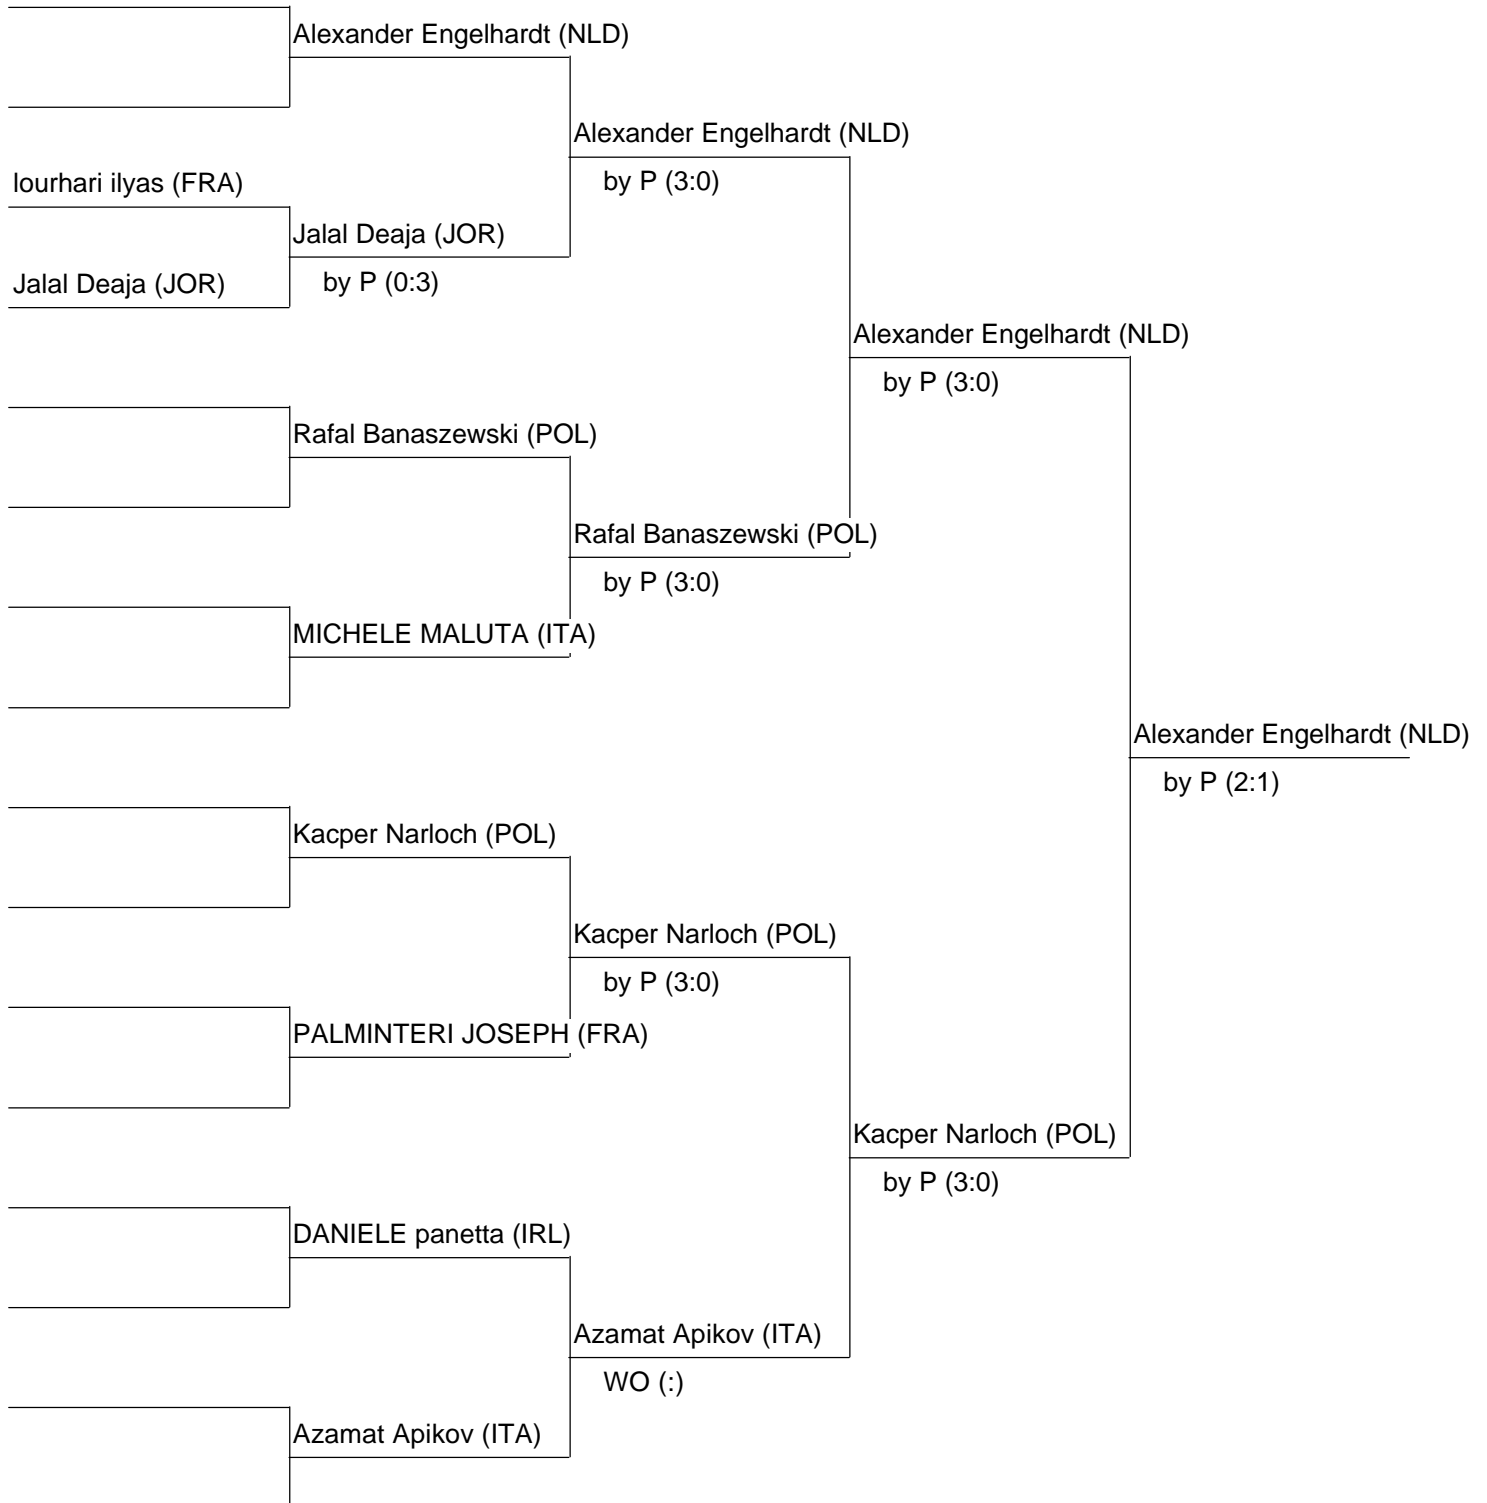 Alexander Engelhardt (NLD)
Alexander Engelhardt (NLD)
by P (3:0)
lourhari ilyas (FRA)
Jalal Deaja (JOR)
by P (0:3)
Jalal Deaja (JOR)
Alexander Engelhardt (NLD)
by P (3:0)
Rafal Banaszewski (POL)
Rafal Banaszewski (POL)
by P (3:0)
MICHELE MALUTA (ITA)
Alexander Engelhardt (NLD)
by P (2:1)
Kacper Narloch (POL)
Kacper Narloch (POL)
by P (3:0)
PALMINTERI JOSEPH (FRA)
Kacper Narloch (POL)
by P (3:0)
DANIELE panetta (IRL)
Azamat Apikov (ITA)
WO (:)
Azamat Apikov (ITA)